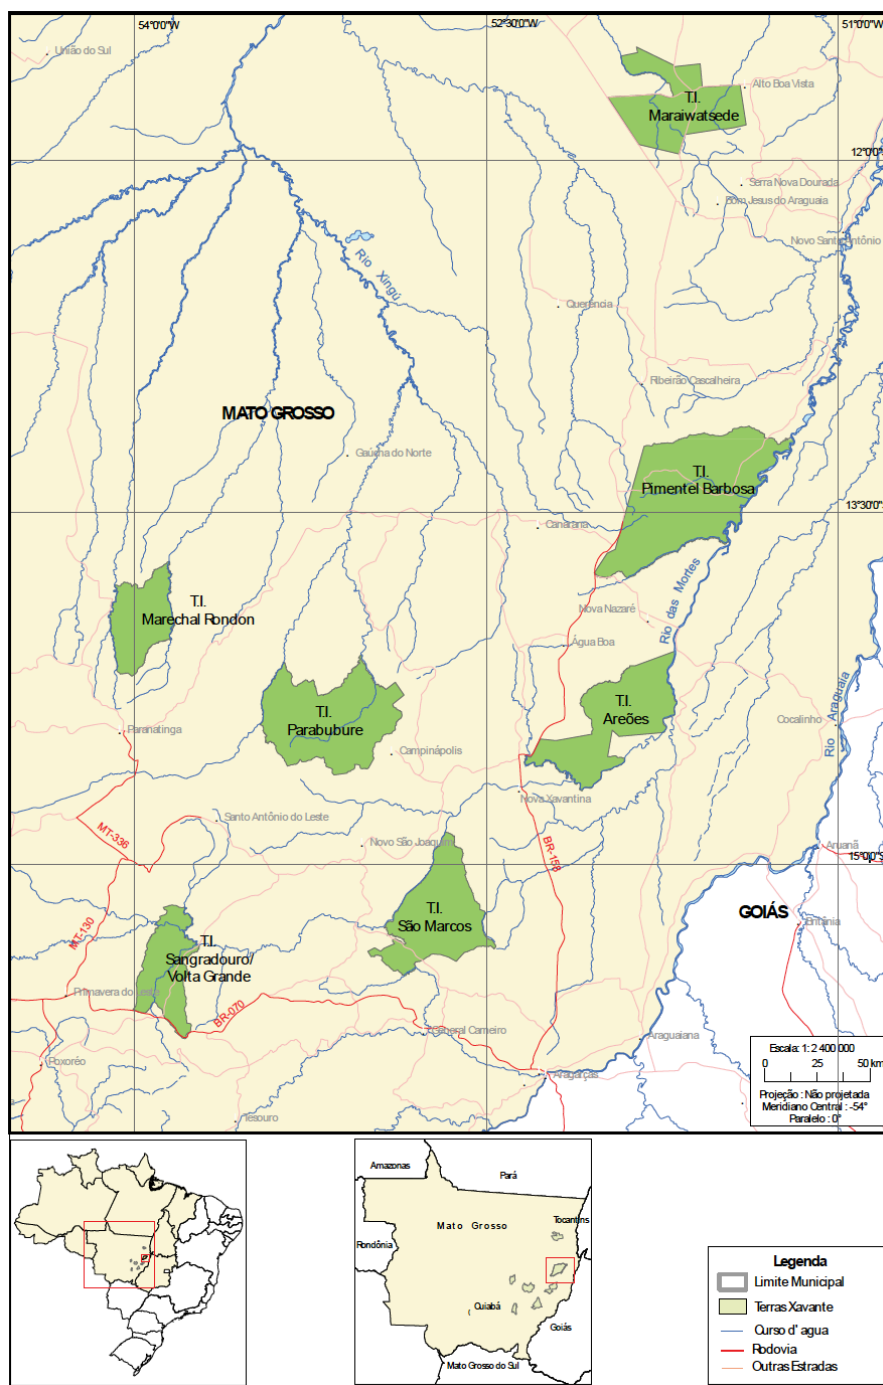 54°0'0"W
52°30'0"W
51°0'0"W
União do Sul
T.I.
Maraiwatsede
Alto Boa Vista
12°0'0"S
Serra Nova Dourada
Bom Jesus do Araguaia
Novo Santo Antônio
Rio Xingú
Querência
Ribeirão Cascalheira
MATO GROSSO
Gaúcha do Norte
T.I.
Pimentel Barbosa
13°30'0"S
Canarana
T.I.
Marechal Rondon
Nova Nazaré
Rio das Mortes
Água Boa
T.I.
Parabubure
T.I.
Areões
Rio Araguaia
Cocalinho
Paranatinga
Campinápolis
Nova Xavantina
Santo Antônio do Leste
MT-336
Novo São Joaquim
BR-158
Aruanã
15°0'0"S
T.I.
São Marcos
GOIÁS
Britânia
MT-130
T.I.
Sangradouro/
Volta Grande
Primavera do Leste
BR-070
General Carneiro
Araguaiana
Poxoréo
Aragarças
Tesouro
Escala: 1: 2 400 000
0 25 50 km
Projeção : Não projetada
Meridiano Central : -54°
Paralelo : 0°
Amazonas
Pará
Mato Grosso
Tocantins
Rondônia
Cuiabá
Goiás
Mato Grosso do Sul
Legenda
Limite Municipal
Terras Xavante
Curso d' agua
Rodovia
Outras Estradas